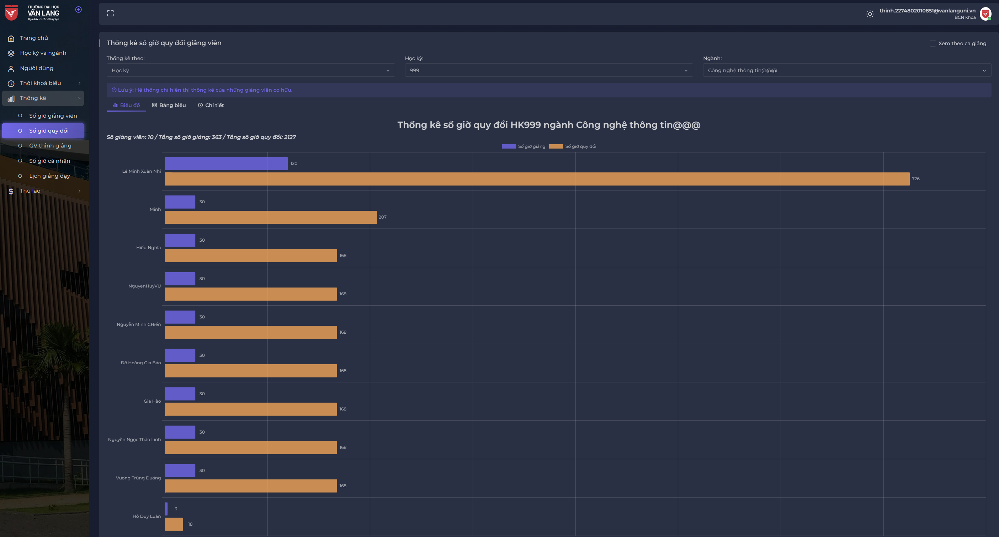 TRƯỜNG ĐẠI HỌC
VĂN LANG
Đạo đức - Ý chí - Sáng tạo
thinh.2274802010851@vanlanguni.vn
BCN khoa
Trang chủ
Học kỳ và ngành
Người dùng
Thời khoá biểu
Thống kê
Số giờ giảng viên
Số giờ quy đổi
GV thỉnh giảng
Số giờ cá nhân
Lịch giảng dạy
Thù lao
Thống kê số giờ quy đổi giảng viên
Xem theo ca giảng
Thống kê theo:
Học kỳ:
Ngành:
Học kỳ
999
Công nghệ thông tin@@@
Lưu ý: Hệ thống chỉ hiển thị thống kê của những giảng viên cơ hữu.
Biểu đồ
Bảng biểu
Chi tiết
Thống kê số giờ quy đổi HK999 ngành Công nghệ thông tin@@@
Số giảng viên: 10 / Tổng số giờ giảng: 363 / Tổng số giờ quy đổi: 2127
Số giờ giảng
Số giờ quy đổi
120
Lê Minh Xuân Nhi
726
30
Minh
207
30
Hiếu Nghĩa
168
30
NguyenHuyVU
168
30
Nguyễn Minh CHiến
168
30
Đỗ Hoàng Gia Bảo
168
30
Gia Hào
168
30
Nguyễn Ngọc Thảo Linh
168
30
Vương Trùng Dương
168
3
Hồ Duy Luân
18